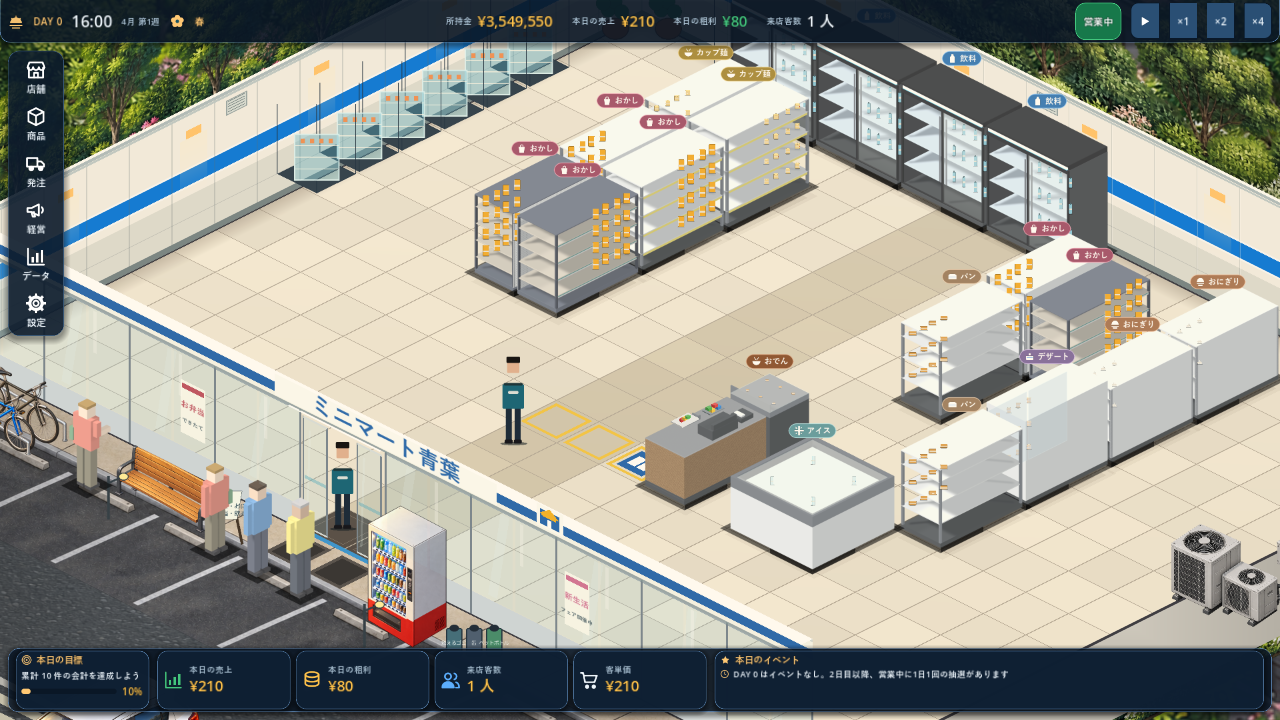 DAY 0 16:00 4月 第1週 春
所持金 ¥3,549,550 本日の売上 ¥210 本日の粗利 ¥80 来店客数 1 人
営業中 ×1 ×2 ×4
店舗
商品
発注
経営
データ
設定
カップ麺
カップ麺
飲料
飲料
おかし
おかし
おかし
おかし
おかし
おかし
パン
おにぎり
おにぎり
デザート
おでん
パン
アイス
お弁当
できたて
ミニマート青葉
新生活
本日の目標
累計 10 件の会計を達成しよう
10%
本日の売上
¥210
本日の粗利
¥80
来店客数
1 人
客単価
¥210
本日のイベント
DAY 0 はイベントなし。2日目以降、営業中に1日1回の抽選があります